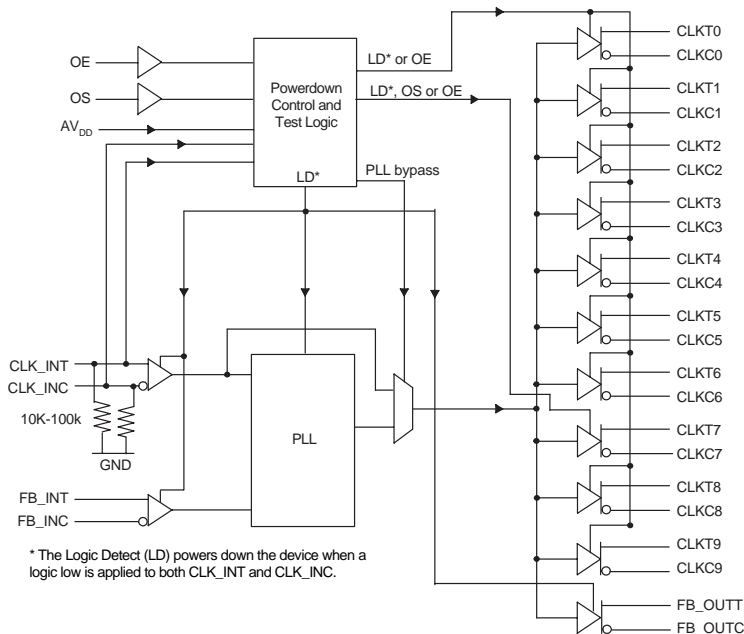 OE
OS
AV_DD
Powerdown
Control and
Test Logic
LD*
LD* or OE
LD*, OS or OE
PLL bypass
CLK_INT
CLK_INC
10K-100k
GND
FB_INT
FB_INC
PLL
CLKT0
CLKC0
CLKT1
CLKC1
CLKT2
CLKC2
CLKT3
CLKC3
CLKT4
CLKC4
CLKT5
CLKC5
CLKT6
CLKC6
CLKT7
CLKC7
CLKT8
CLKC8
CLKT9
CLKC9
FB_OUTT
FB_OUTC
* The Logic Detect (LD) powers down the device when a
logic low is applied to both CLK_INT and CLK_INC.